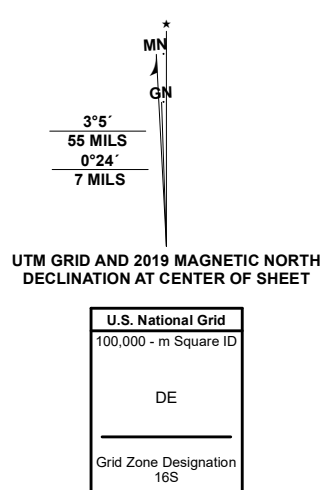 MN
GN
3°5´
55 MILS
0°24´
7 MILS
UTM GRID AND 2019 MAGNETIC NORTH
DECLINATION AT CENTER OF SHEET
U.S. National Grid
100,000 - m Square ID
DE
Grid Zone Designation
16S